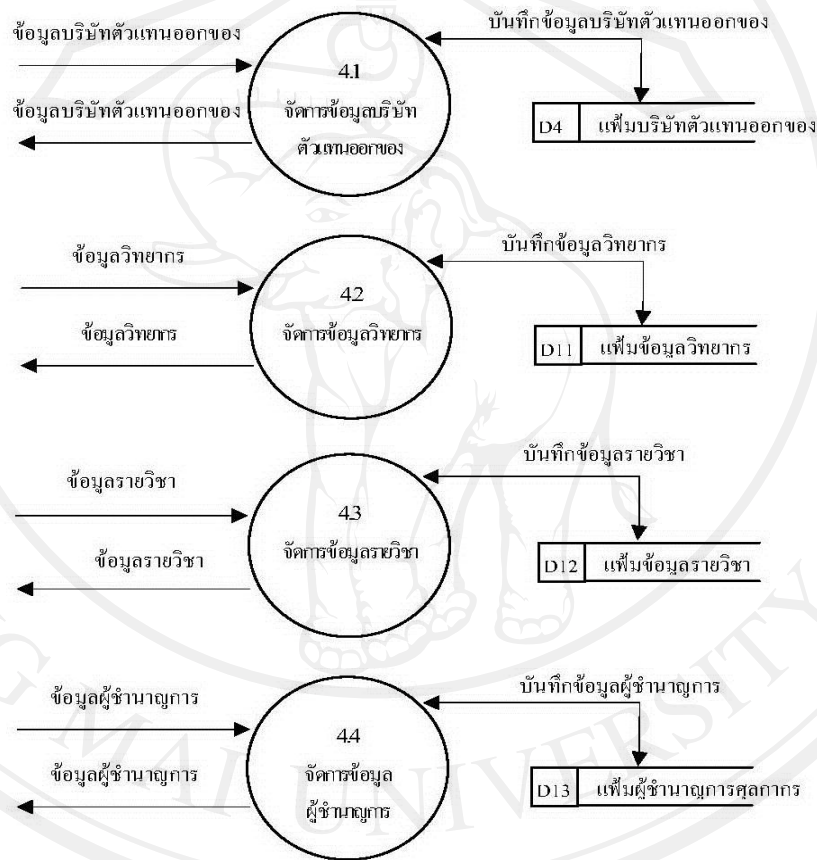 ข้อมูลบริษัทตัวแทนออกของ
บันทึกข้อมูลบริษัทตัวแทนออกของ
4.1
จัดการข้อมูลบริษัท
ตัวแทนออกของ
ข้อมูลบริษัทตัวแทนออกของ
D4 แฟ้มบริษัทตัวแทนออกของ
ข้อมูลวิทยากร
บันทึกข้อมูลวิทยากร
4.2
จัดการข้อมูลวิทยากร
ข้อมูลวิทยากร
D11 แฟ้มข้อมูลวิทยากร
ข้อมูลรายวิชา
บันทึกข้อมูลรายวิชา
4.3
จัดการข้อมูลรายวิชา
ข้อมูลรายวิชา
D12 แฟ้มข้อมูลรายวิชา
ข้อมูลผู้ชำนาญการ
บันทึกข้อมูลผู้ชำนาญการ
4.4
จัดการข้อมูล
ผู้ชำนาญการ
ข้อมูลผู้ชำนาญการ
D13 แฟ้มผู้ชำนาญการศุลกากร
MAI UNIVERSITY